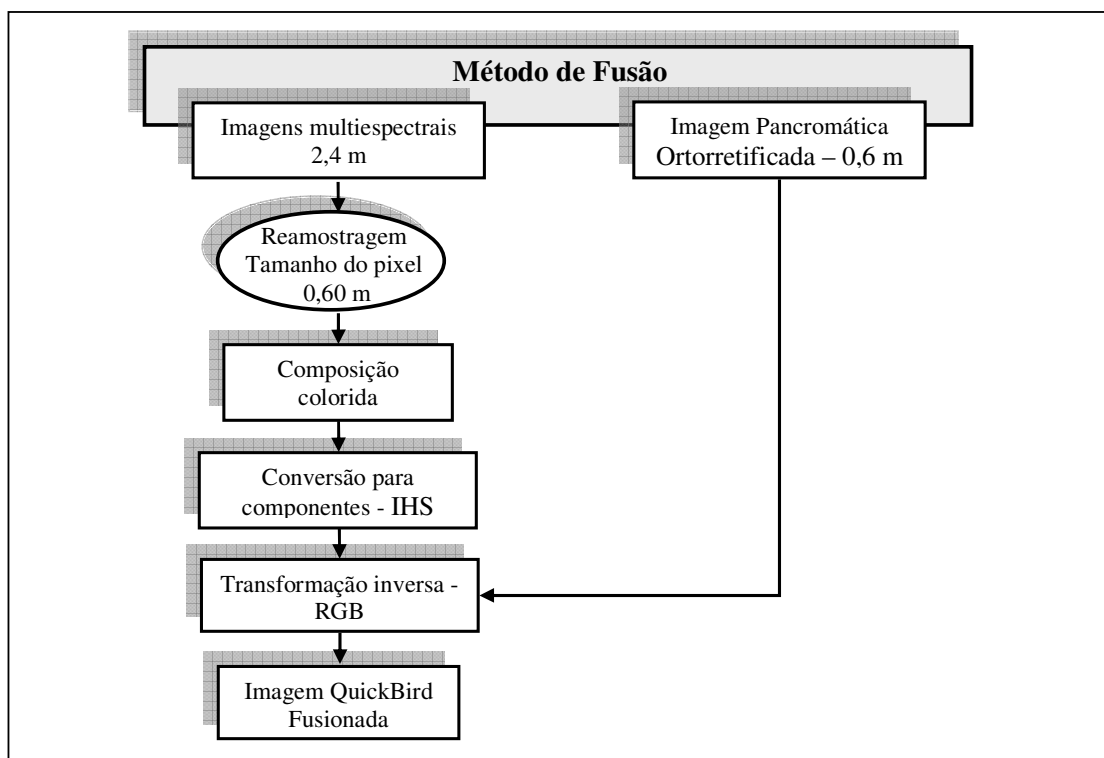 Método de Fusão
Imagens multiespectrais
2,4 m
Imagem Pancromática
Ortorretificada – 0,6 m
Reamostragem
Tamanho do pixel
0,60 m
Composição
colorida
Conversão para
componentes - IHS
Transformação inversa -
RGB
Imagem QuickBird
Fusionada